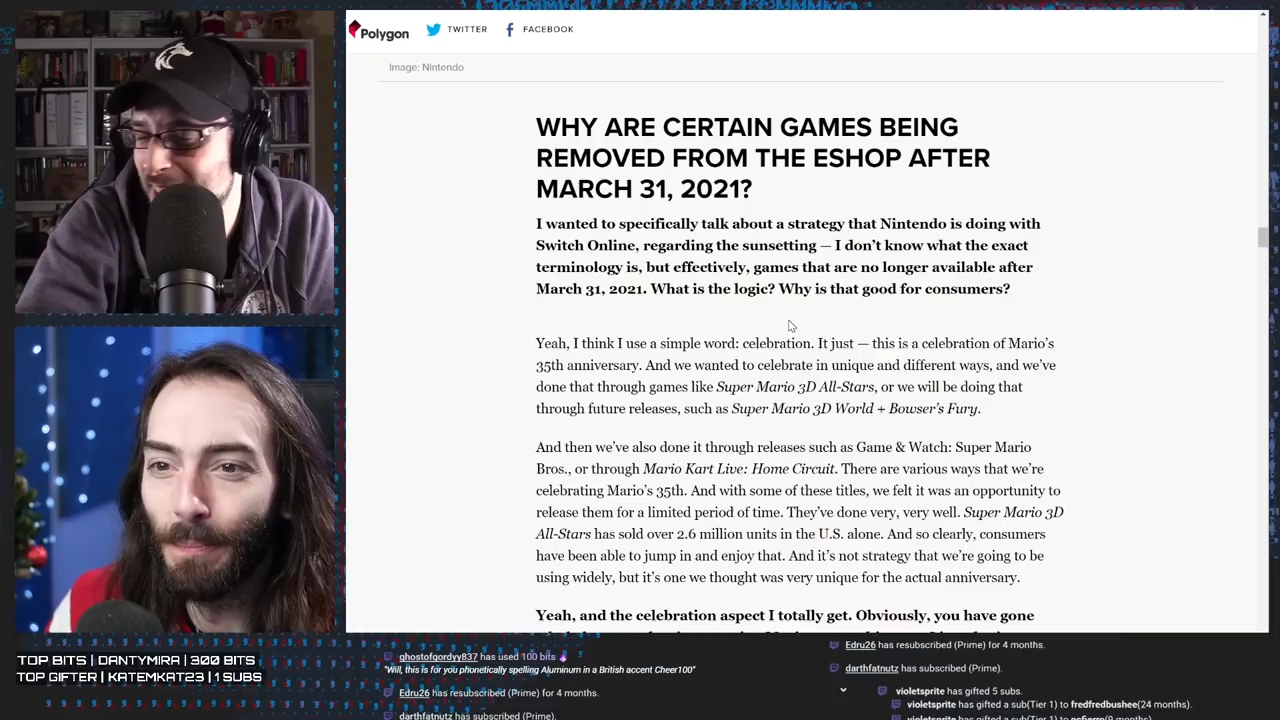 Polygon TWITTER FACEBOOK
Image: Nintendo
WHY ARE CERTAIN GAMES BEING
REMOVED FROM THE ESHOP AFTER
MARCH 31, 2021?
I wanted to specifically talk about a strategy that Nintendo is doing with
Switch Online, regarding the sunsetting — I don't know what the exact
terminology is, but effectively, games that are no longer available after
March 31, 2021. What is the logic? Why is that good for consumers?
Yeah, I think I use a simple word: celebration. It just — this is a celebration of Mario's
35th anniversary. And we wanted to celebrate in unique and different ways, and we've
done that through games like Super Mario 3D All-Stars, or we will be doing that
through future releases, such as Super Mario 3D World + Bowser's Fury.
And then we've also done it through releases such as Game & Watch: Super Mario
Bros., or through Mario Kart Live: Home Circuit. There are various ways that we're
celebrating Mario's 35th. And with some of these titles, we felt it was an opportunity to
release them for a limited period of time. They've done very, very well. Super Mario 3D
All-Stars has sold over 2.6 million units in the U.S. alone. And so clearly, consumers
have been able to jump in and enjoy that. And it's not strategy that we're going to be
using widely, but it's one we thought was very unique for the actual anniversary.
Yeah, and the celebration aspect I totally get. Obviously, you have gone
TOP BITS | DANTYMIRA | 300 BITS
TOP GIFTER | KATEMKAT23 | 1 SUBS
ghostofgordyy837 has used 100 bits
"Will, this is for you phonetically spelling Aluminum in a British accent Cheer100"
Edru26 has resubscribed (Prime) for 4 months.
darthfatnutz has subscribed (Prime).
Edru26 has resubscribed (Prime) for 4 months.
darthfatnutz has subscribed (Prime).
violetsprite has gifted 5 subs.
violetsprite has gifted a sub(Tier 1) to fredfredbushee(24 months).